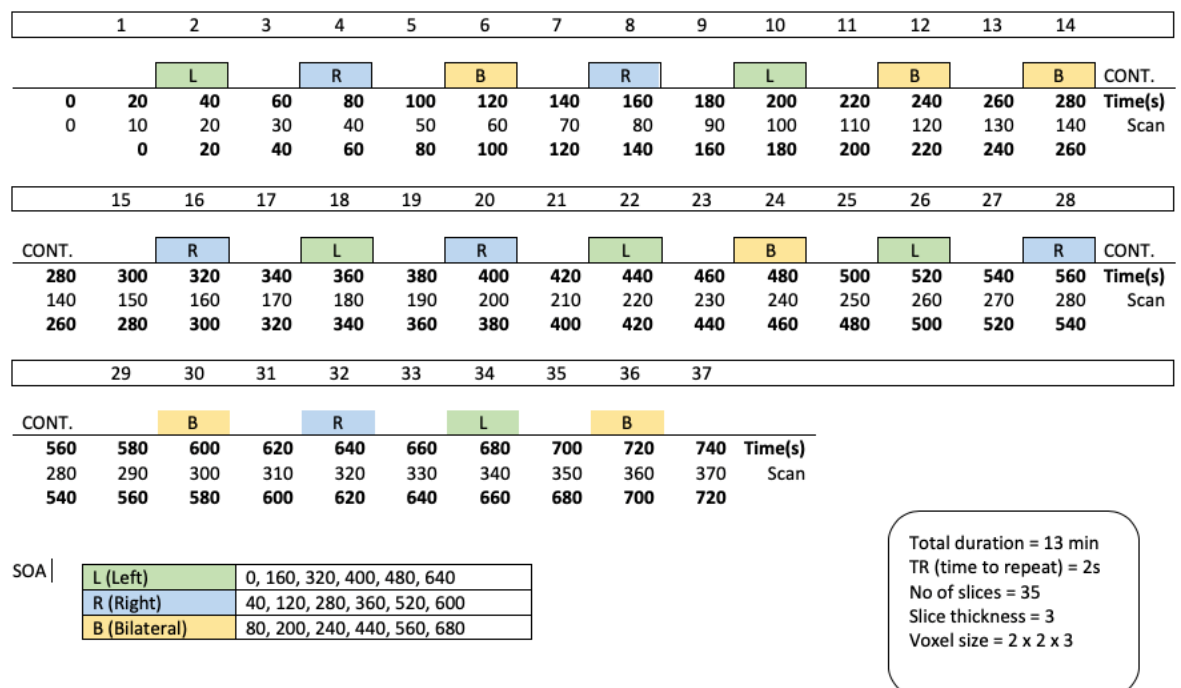 1 2 3 4 5 6 7 8 9 10 11 12 13 14
L R B R L B B CONT.
0 20 40 60 80 100 120 140 160 180 200 220 240 260 280 Time(s)
0 10 20 30 40 50 60 70 80 90 100 110 120 130 140 Scan
0 20 40 60 80 100 120 140 160 180 200 220 240 260
15 16 17 18 19 20 21 22 23 24 25 26 27 28
CONT. R L R L B L R CONT.
280 300 320 340 360 380 400 420 440 460 480 500 520 540 560 Time(s)
140 150 160 170 180 190 200 210 220 230 240 250 260 270 280 Scan
260 280 300 320 340 360 380 400 420 440 460 480 500 520 540
29 30 31 32 33 34 35 36 37
CONT. B R L B
560 580 600 620 640 660 680 700 720 740 Time(s)
280 290 300 310 320 330 340 350 360 370 Scan
540 560 580 600 620 640 660 680 700 720
SOA
L (Left) 0, 160, 320, 400, 480, 640
R (Right) 40, 120, 280, 360, 520, 600
B (Bilateral) 80, 200, 240, 440, 560, 680
Total duration = 13 min
TR (time to repeat) = 2s
No of slices = 35
Slice thickness = 3
Voxel size = 2 x 2 x 3